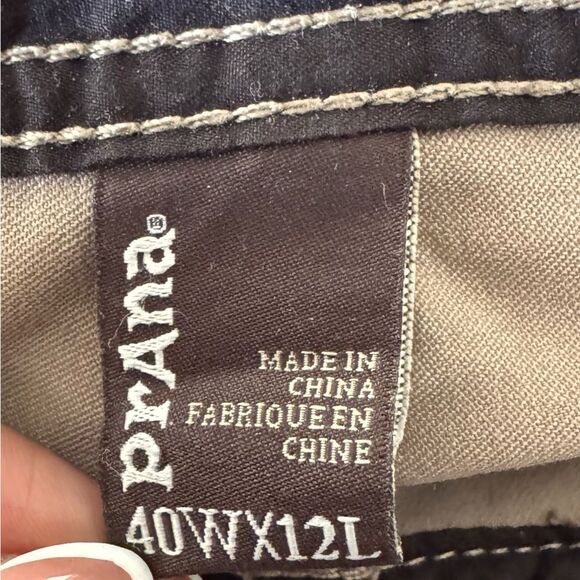 prAna®
MADE IN
CHINA
FABRIQUE EN
CHINE
40WX12L